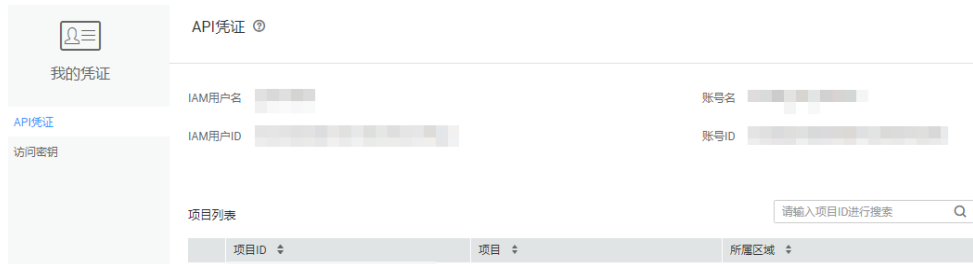 我的凭证
API凭证
访问密钥
API凭证 ?
IAM用户名
账号名
IAM用户ID
账号ID
项目列表
请输入项目ID进行搜索
项目ID 项目 所属区域